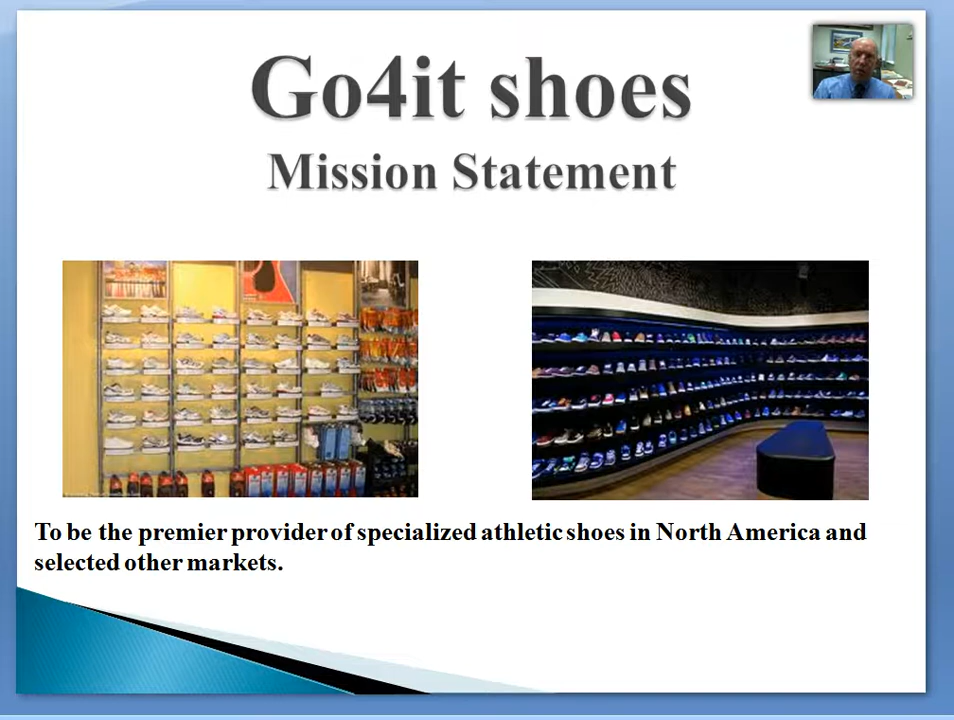 Go4it shoes
Mission Statement
To be the premier provider of specialized athletic shoes in North America and
selected other markets.